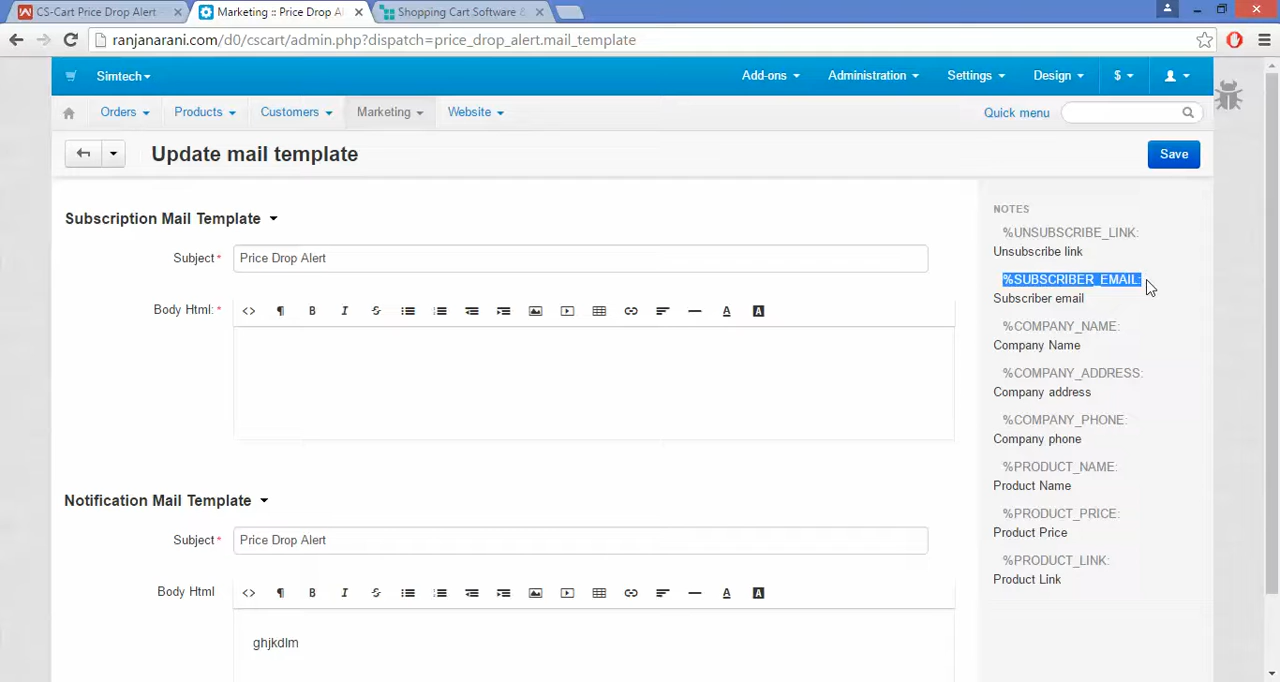 CS-Cart Price Drop Alert
Marketing :: Price Drop Al
Shopping Cart Software &
ranjanarani.com/d0/cscart/admin.php?dispatch=price_drop_alert.mail_template
Simtech
Add-ons
Administration
Settings
Design
$
Orders
Products
Customers
Marketing
Website
Quick menu
Update mail template
Save
Subscription Mail Template
Subject*
Price Drop Alert
Body Html: *
Notification Mail Template
Subject*
Price Drop Alert
Body Html
ghjkdlm
NOTES
%UNSUBSCRIBE_LINK:
Unsubscribe link
%SUBSCRIBER_EMAIL:
Subscriber email
%COMPANY_NAME:
Company Name
%COMPANY_ADDRESS:
Company address
%COMPANY_PHONE:
Company phone
%PRODUCT_NAME:
Product Name
%PRODUCT_PRICE:
Product Price
%PRODUCT_LINK:
Product Link